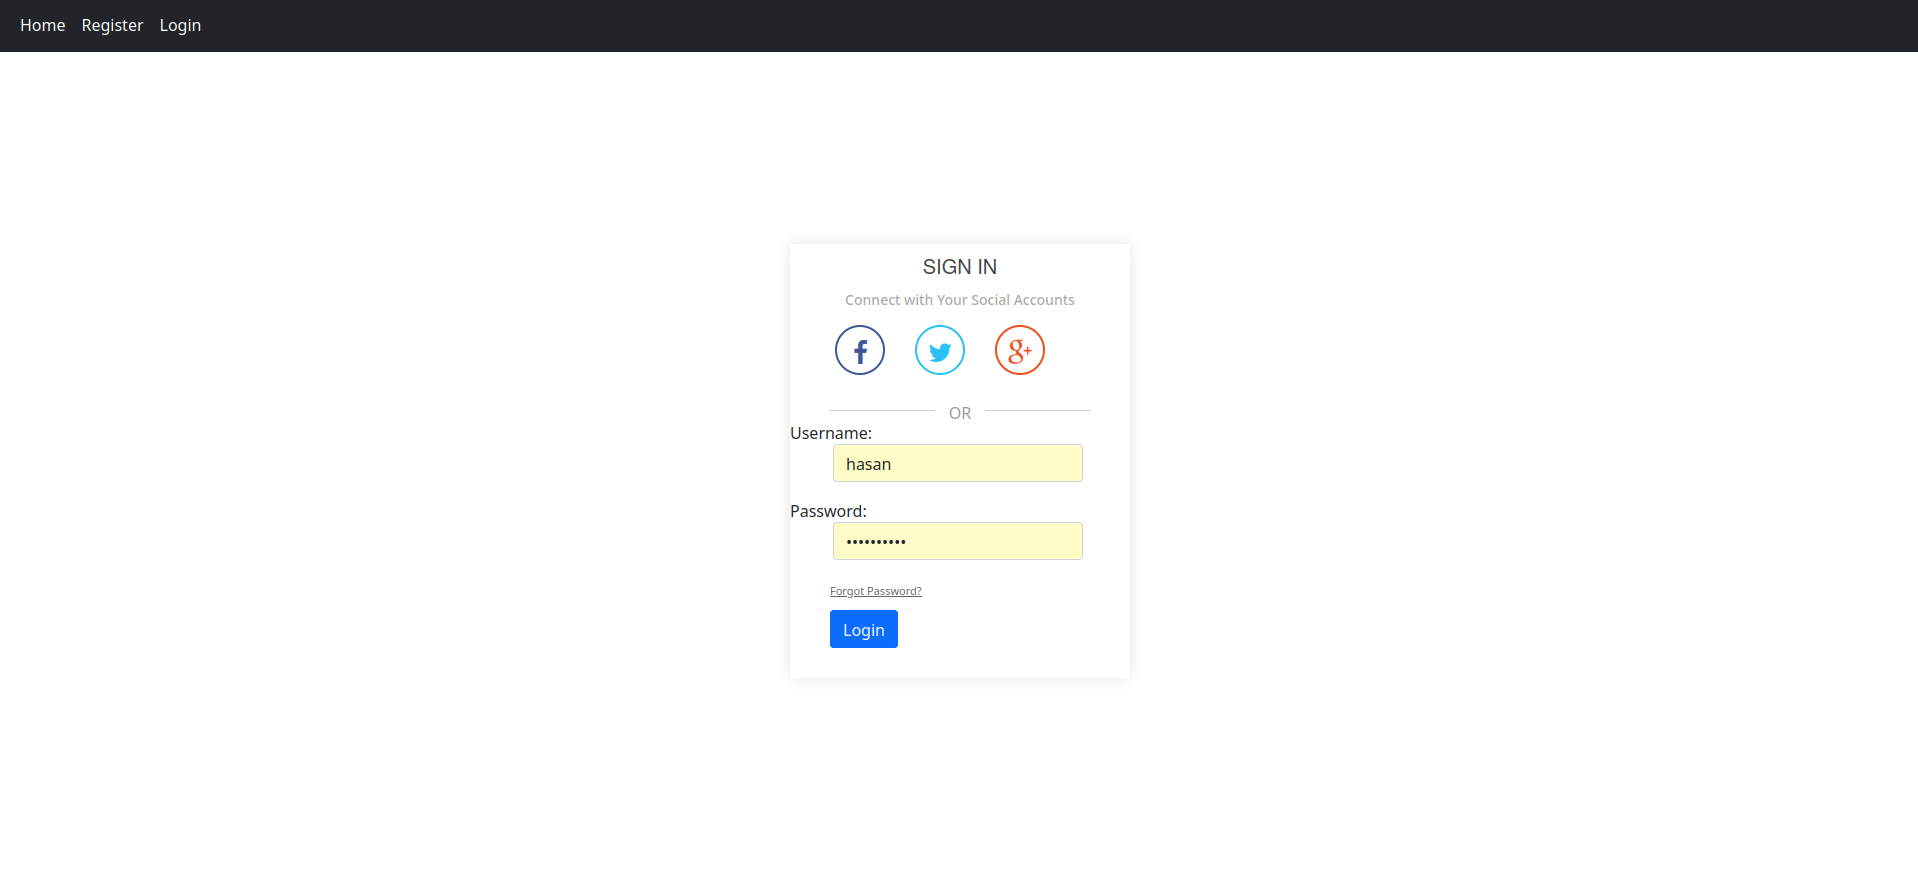 Home Register Login
SIGN IN
Connect with Your Social Accounts
f
g+
OR
Username:
hasan
Password:
••••••••••
Forgot Password?
Login